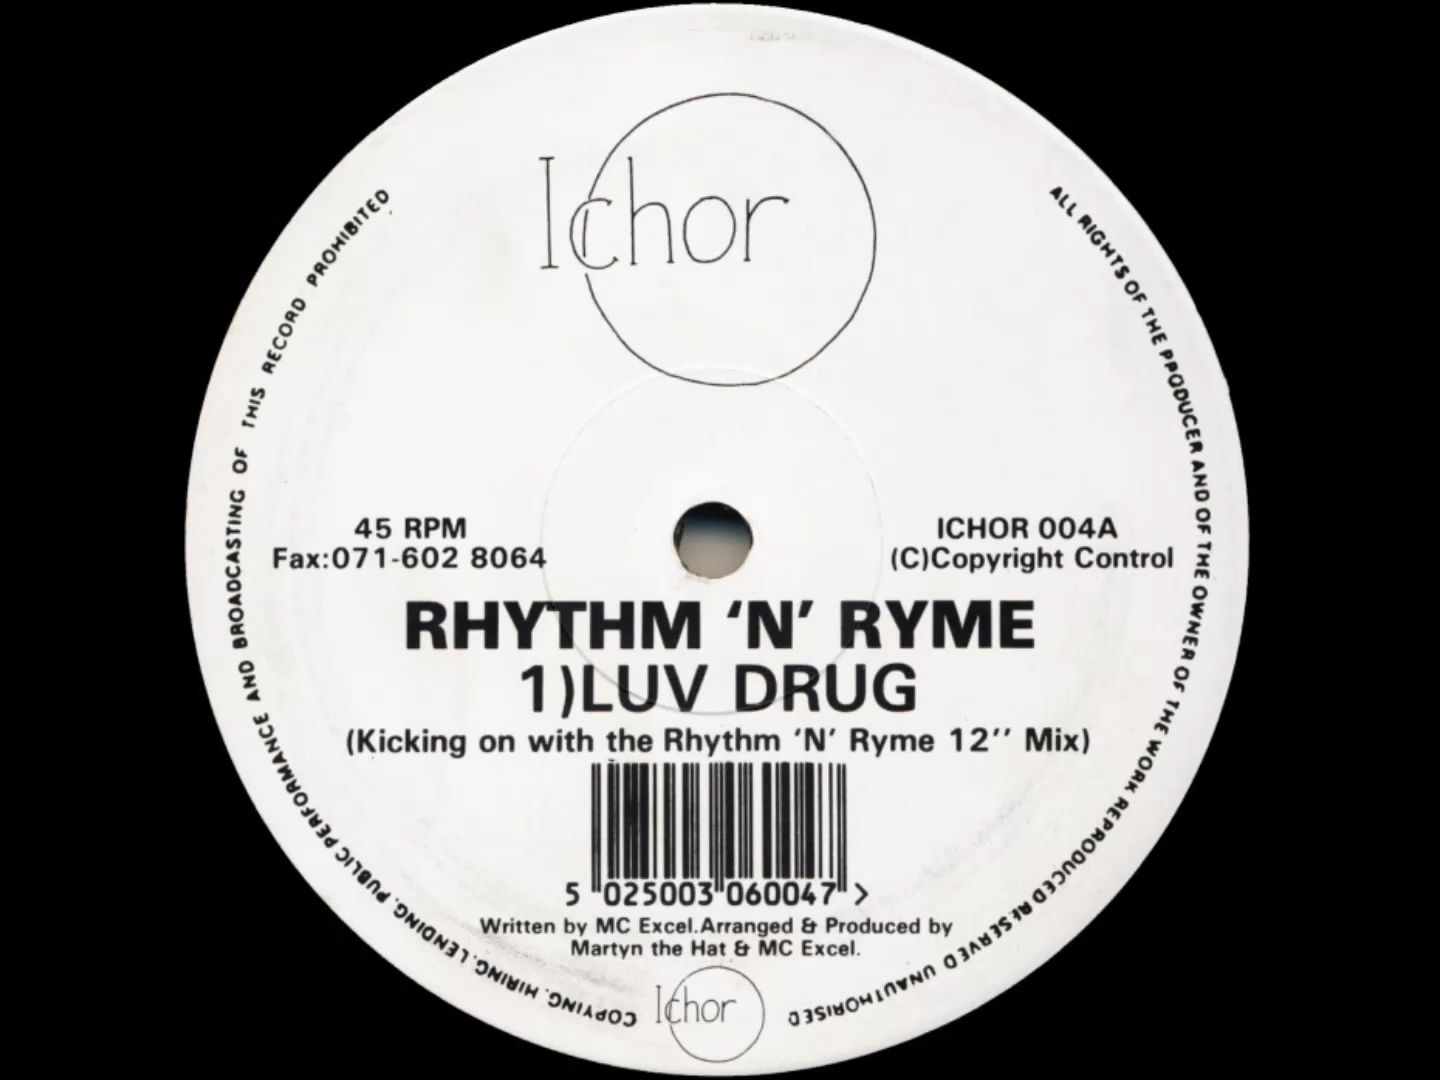 Ichor
ALL RIGHTS OF THE PRODUCER AND OF THE OWNER OF THE WORK REPRODUCED RESERVED UNAUTHORISED
COPYING, HIRING, LENDING, PUBLIC PERFORMANCE AND BROADCASTING OF THIS RECORD PROHIBITED
45 RPM
Fax:071-602 8064
ICHOR 004A
(C)Copyright Control
RHYTHM ‘N’ RYME
1)LUV DRUG
(Kicking on with the Rhythm ‘N’ Ryme 12’’ Mix)
5 025003 060047 >
Written by MC Excel.Arranged & Produced by
Martyn the Hat & MC Excel.
Ichor